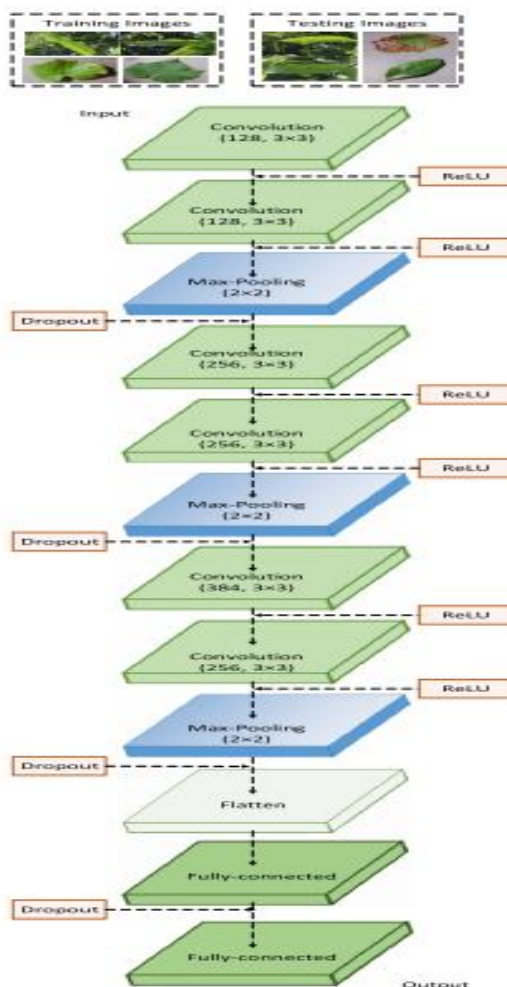 Training Images
Testing Images
Input
Convolution
(128, 3×3)
ReLU
Convolution
(128, 3×3)
ReLU
Max-Pooling
(2×2)
Dropout
Convolution
(256, 3×3)
ReLU
Convolution
(256, 3×3)
ReLU
Max-Pooling
(2×2)
Dropout
Convolution
(384, 3×3)
ReLU
Convolution
(256, 3×3)
ReLU
Max-Pooling
(2×2)
Dropout
Flatten
Fully-connected
Dropout
Fully-connected
Output